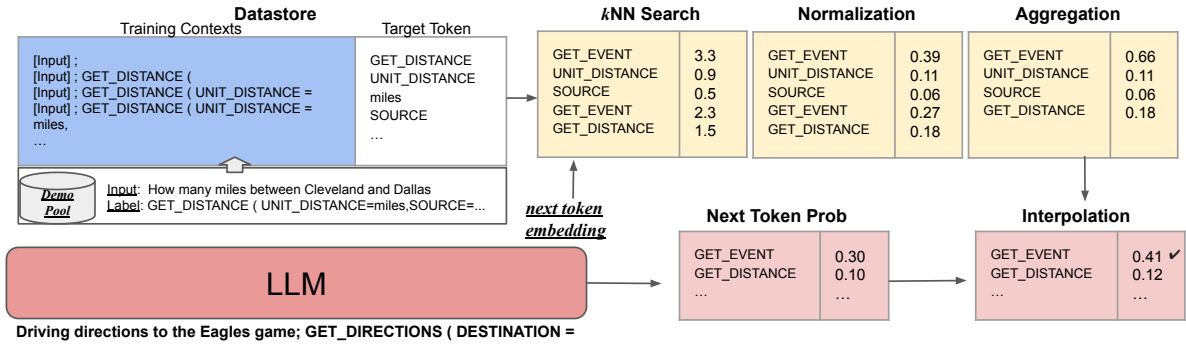 Datastore
Training Contexts
Target Token
[Input] ;
[Input] ; GET_DISTANCE (
[Input] ; GET_DISTANCE ( UNIT_DISTANCE =
[Input] ; GET_DISTANCE ( UNIT_DISTANCE =
miles,
…
GET_DISTANCE
UNIT_DISTANCE
miles
SOURCE
…
Demo
Pool
Input: How many miles between Cleveland and Dallas
Label: GET_DISTANCE ( UNIT_DISTANCE=miles,SOURCE=...
kNN Search
GET_EVENT 3.3
UNIT_DISTANCE 0.9
SOURCE 0.5
GET_EVENT 2.3
GET_DISTANCE 1.5
Normalization
GET_EVENT 0.39
UNIT_DISTANCE 0.11
SOURCE 0.06
GET_EVENT 0.27
GET_DISTANCE 0.18
Aggregation
GET_EVENT 0.66
UNIT_DISTANCE 0.11
SOURCE 0.06
GET_DISTANCE 0.18
next token
embedding
LLM
Driving directions to the Eagles game; GET_DIRECTIONS ( DESTINATION =
Next Token Prob
GET_EVENT 0.30
GET_DISTANCE 0.10
… …
Interpolation
GET_EVENT 0.41 ✔
GET_DISTANCE 0.12
… …